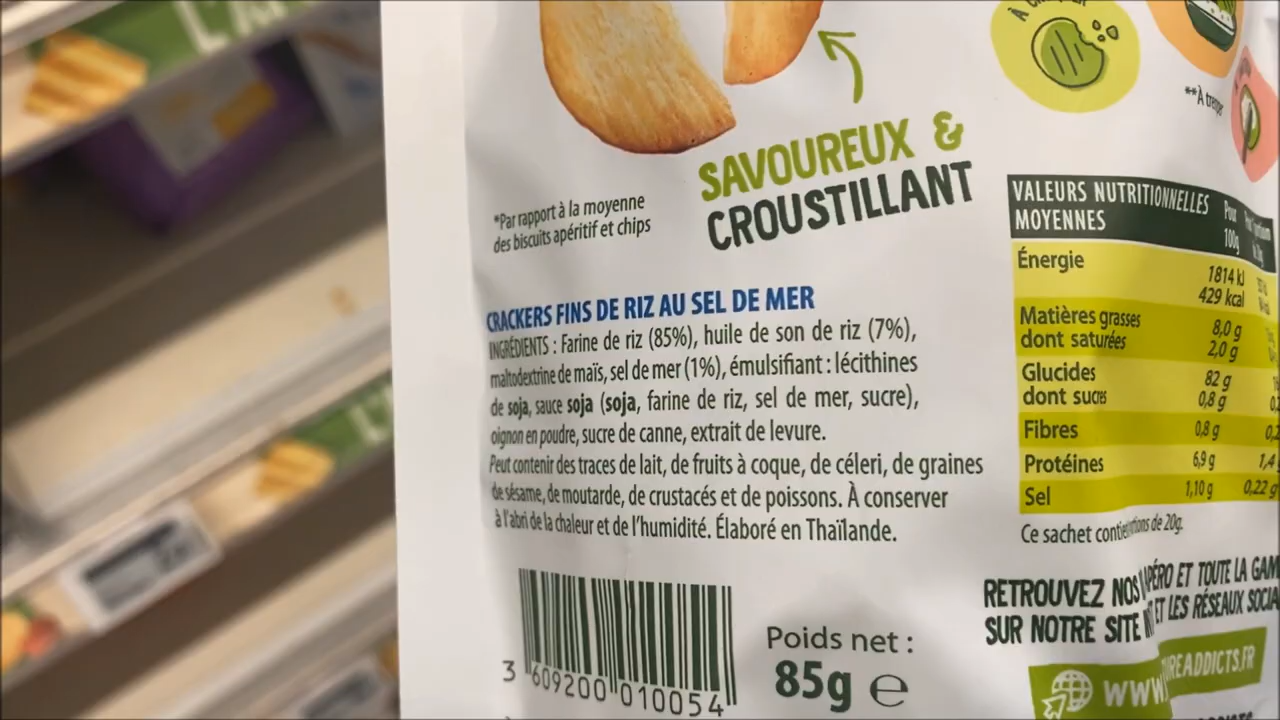 *Par rapport à la moyenne
des biscuits apéritif et chips
SAVOUREUX &
CROUSTILLANT
**À tremper
CRACKERS FINS DE RIZ AU SEL DE MER
INGRÉDIENTS : Farine de riz (85%), huile de son de riz (7%),
maltodextrine de maïs, sel de mer (1%), émulsifiant : lécithines
de soja, sauce soja (soja, farine de riz, sel de mer, sucre),
oignon en poudre, sucre de canne, extrait de levure.
Peut contenir des traces de lait, de fruits à coque, de céleri, de graines
de sésame, de moutarde, de crustacés et de poissons. À conserver
à l'abri de la chaleur et de l'humidité. Élaboré en Thaïlande.
3 609200 010054
Poids net :
85g e
VALEURS NUTRITIONNELLES Pour
MOYENNES 100g
Énergie 1814 kJ
429 kcal
Matières grasses 8,0 g
dont saturées 2,0 g
Glucides 82 g
dont sucres 0,8 g
Fibres 0,8 g
Protéines 6,9 g 1,4
Sel 1,10 g 0,22 g
Ce sachet de 20g.
RETROUVEZ NOS APÉRO ET TOUTE LA GAM
SUR NOTRE SITE ET LES RÉSEAUX SOCIA
WWW. READDICTS.FR